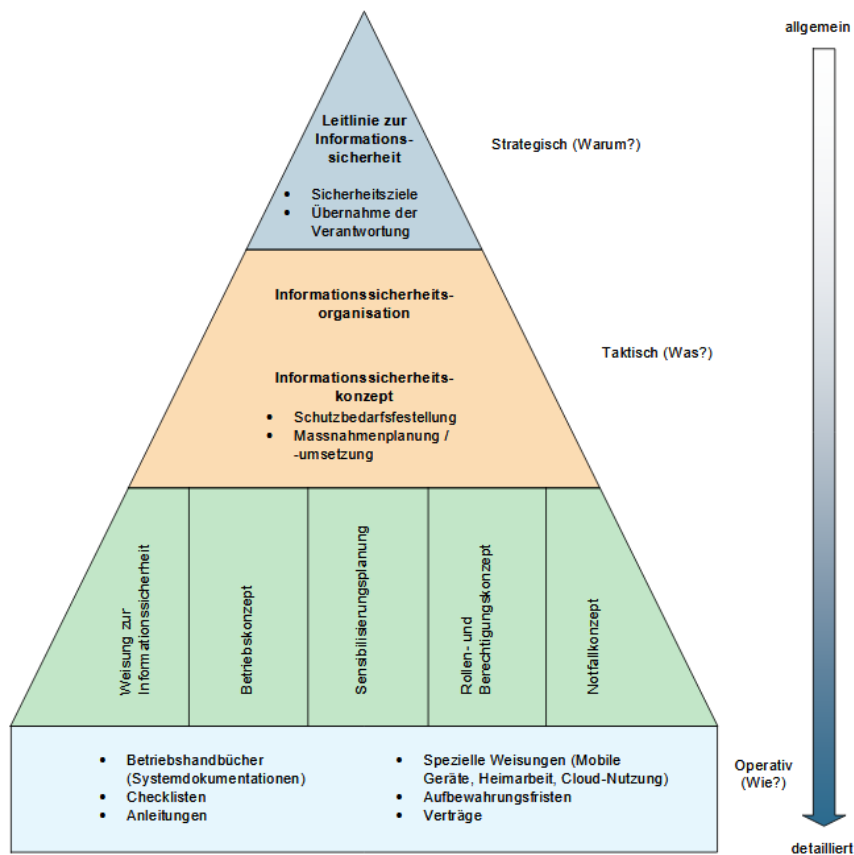 allgemein
Leitlinie zur
Informations-
sicherheit
Strategisch (Warum?)
• Sicherheitsziele
• Übernahme der
Verantwortung
Informationssicherheits-
organisation
Taktisch (Was?)
Informationssicherheits-
konzept
• Schutzbedarfsfestellung
• Massnahmenplanung /
-umsetzung
Weisung zur
Informationssicherheit
Betriebskonzept
Sensibilisierungsplanung
Rollen- und
Berechtigungskonzept
Notfallkonzept
• Betriebshandbücher
(Systemdokumentationen)
• Checklisten
• Anleitungen
• Spezielle Weisungen (Mobile
Geräte, Heimarbeit, Cloud-Nutzung)
• Aufbewahrungsfristen
• Verträge
Operativ
(Wie?)
detailliert